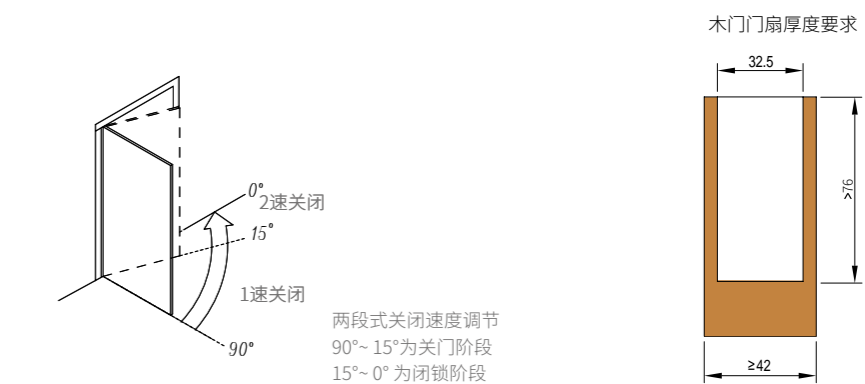 木门门扇厚度要求
32.5
0°
2速关闭
15°
1速关闭
90°
>76
≥42
两段式关闭速度调节
90°~ 15°为关门阶段
15°~ 0° 为闭锁阶段